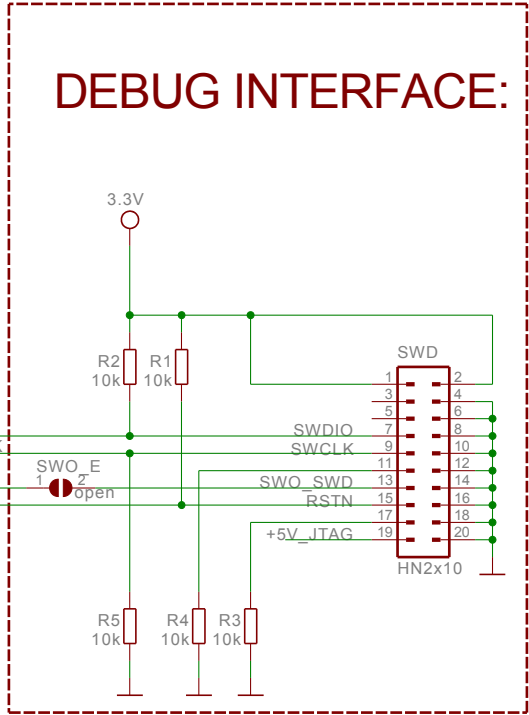 DEBUG INTERFACE:
3.3V
SWD
R2 R1
10k 10k
1 2
3 4
5 6
SWDIO 7 8
SWCLK 9 10
11 12
SWO_E
1 2
open
SWO_SWD 13 14
RSTN 15 16
17 18
+5V_JTAG 19 20
HN2x10
R5 R4 R3
10k 10k 10k